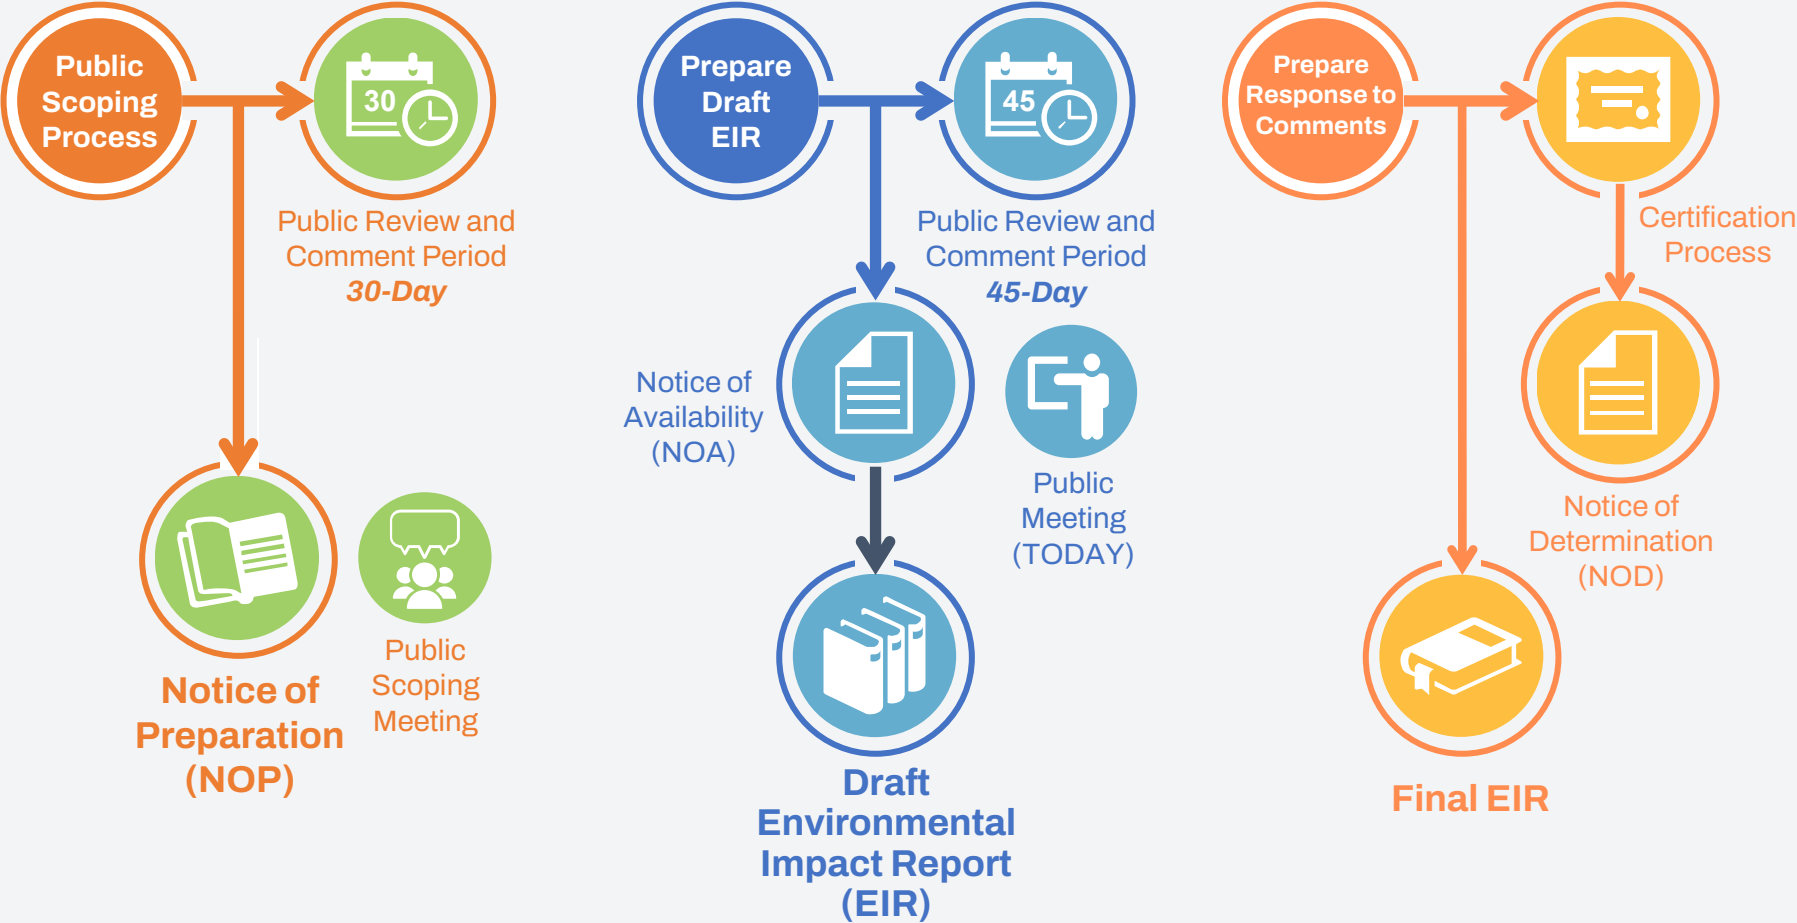 Public
Scoping
Process
30
Public Review and
Comment Period
30-Day
Notice of
Preparation
(NOP)
Public
Scoping
Meeting
Prepare
Draft
EIR
45
Public Review and
Comment Period
45-Day
Notice of
Availability
(NOA)
Public
Meeting
(TODAY)
Draft
Environmental
Impact Report
(EIR)
Prepare
Response to
Comments
Certification
Process
Notice of
Determination
(NOD)
Final EIR